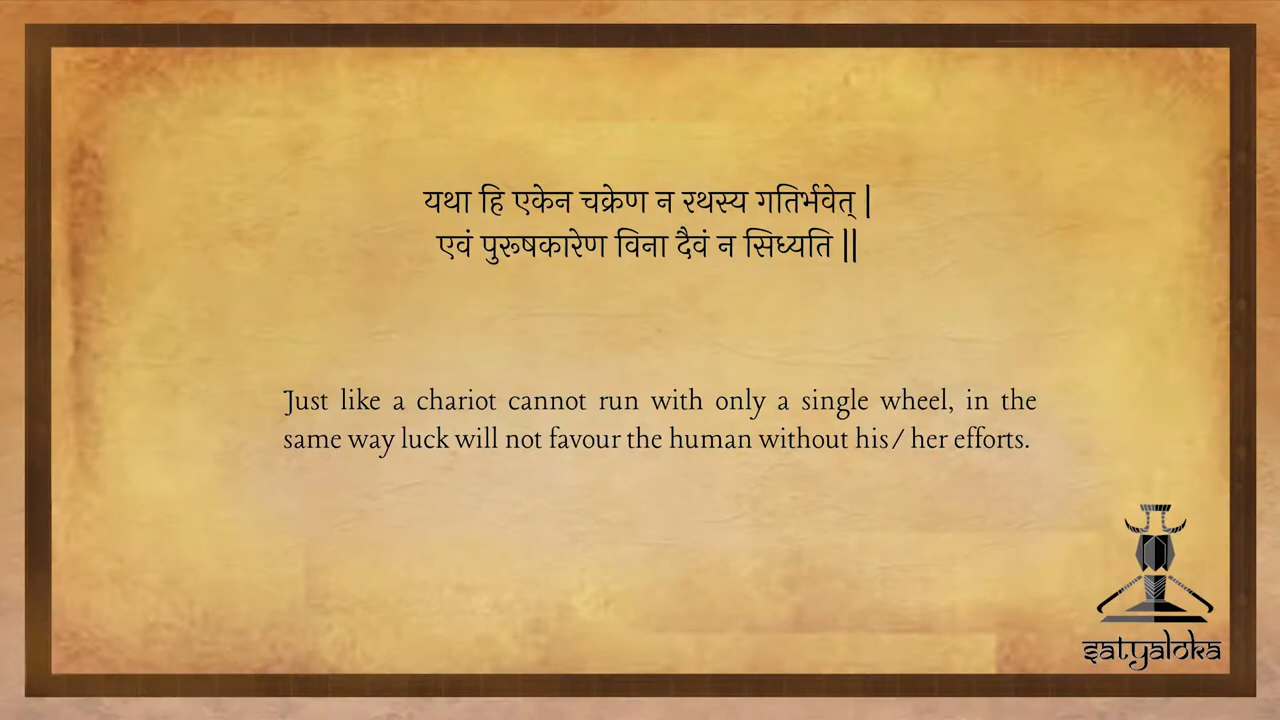 यथा हि एकेन चक्रेण न रथस्य गतिर्भवेत् |
एवं पुरूषकारेण विना दैवं न सिध्यति ||
Just like a chariot cannot run with only a single wheel, in the
same way luck will not favour the human without his/ her efforts.
satyaloka